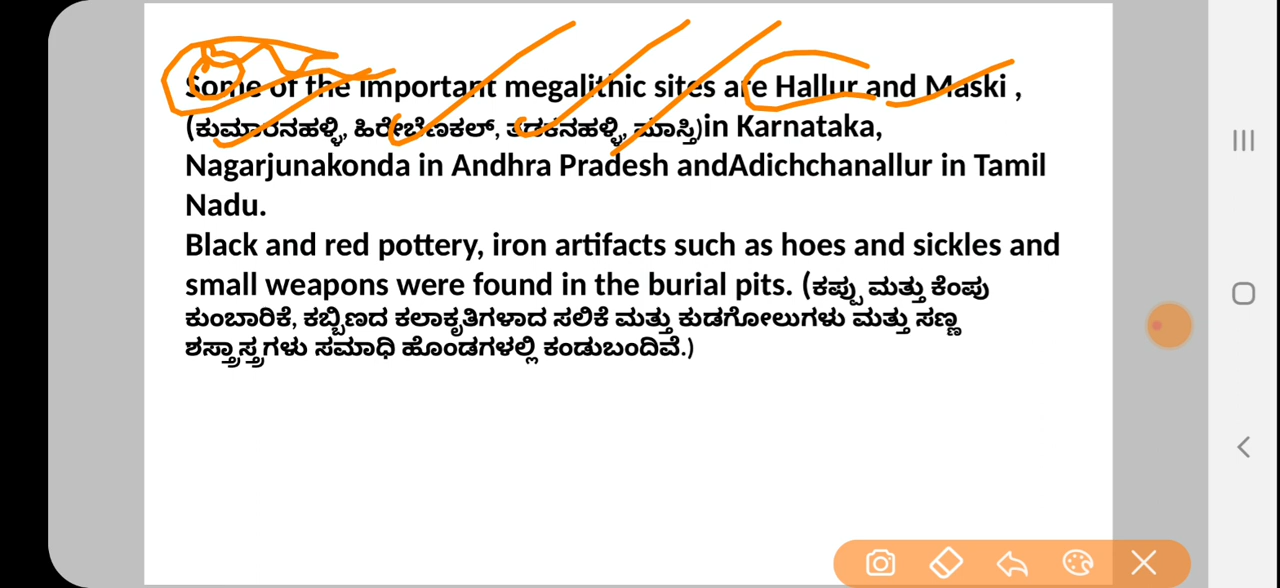 Some of the important megalithic sites are Hallur and Maski ,
(ಕುಮಾರನಹಳ್ಳಿ, ಹಿರೇಬೆಣಕಲ್, ತಡಕನಹಳ್ಳಿ, ಮಾಸ್ತಿ)in Karnataka,
Nagarjunakonda in Andhra Pradesh andAdichchanallur in Tamil
Nadu.
Black and red pottery, iron artifacts such as hoes and sickles and
small weapons were found in the burial pits. (ಕಪ್ಪು ಮತ್ತು ಕೆಂಪು
ಕುಂಬಾರಿಕೆ, ಕಬ್ಬಿಣದ ಕಲಾಕೃತಿಗಳಾದ ಸಲಿಕೆ ಮತ್ತು ಕುಡಗೋಲುಗಳು ಮತ್ತು ಸಣ್ಣ
ಶಸ್ತ್ರಾಸ್ತ್ರಗಳು ಸಮಾಧಿ ಹೊಂಡಗಳಲ್ಲಿ ಕಂಡುಬಂದಿವೆ.)